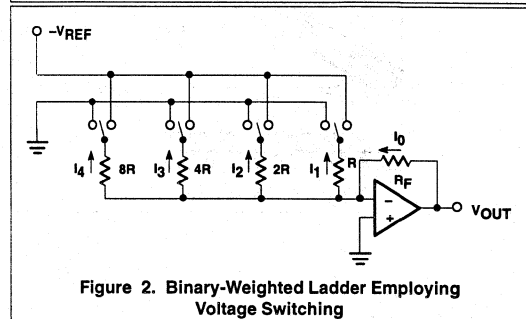 –VREF
I4
8R
I3
4R
I2
2R
I1
R
I0
RF
–
+
VOUT
Figure 2. Binary-Weighted Ladder Employing
Voltage Switching